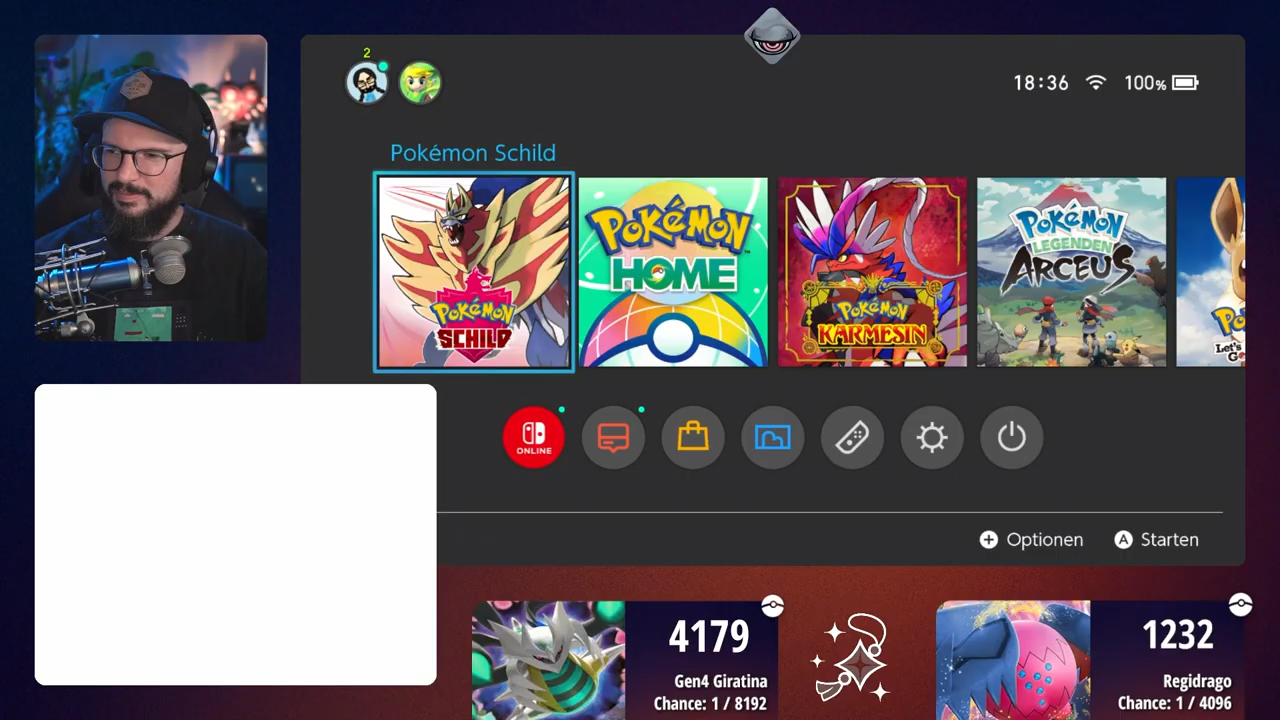 2
18:36
100%
Pokémon Schild
POKÉMON
SCHILD
POKÉMON
HOME
POKÉMON
KARMESIN
POKÉMON
LEGENDEN
ARCEUS
Let's
ONLINE
Optionen
A Starten
4179
Gen4 Giratina
Chance: 1 / 8192
1232
Regidrago
Chance: 1 / 4096